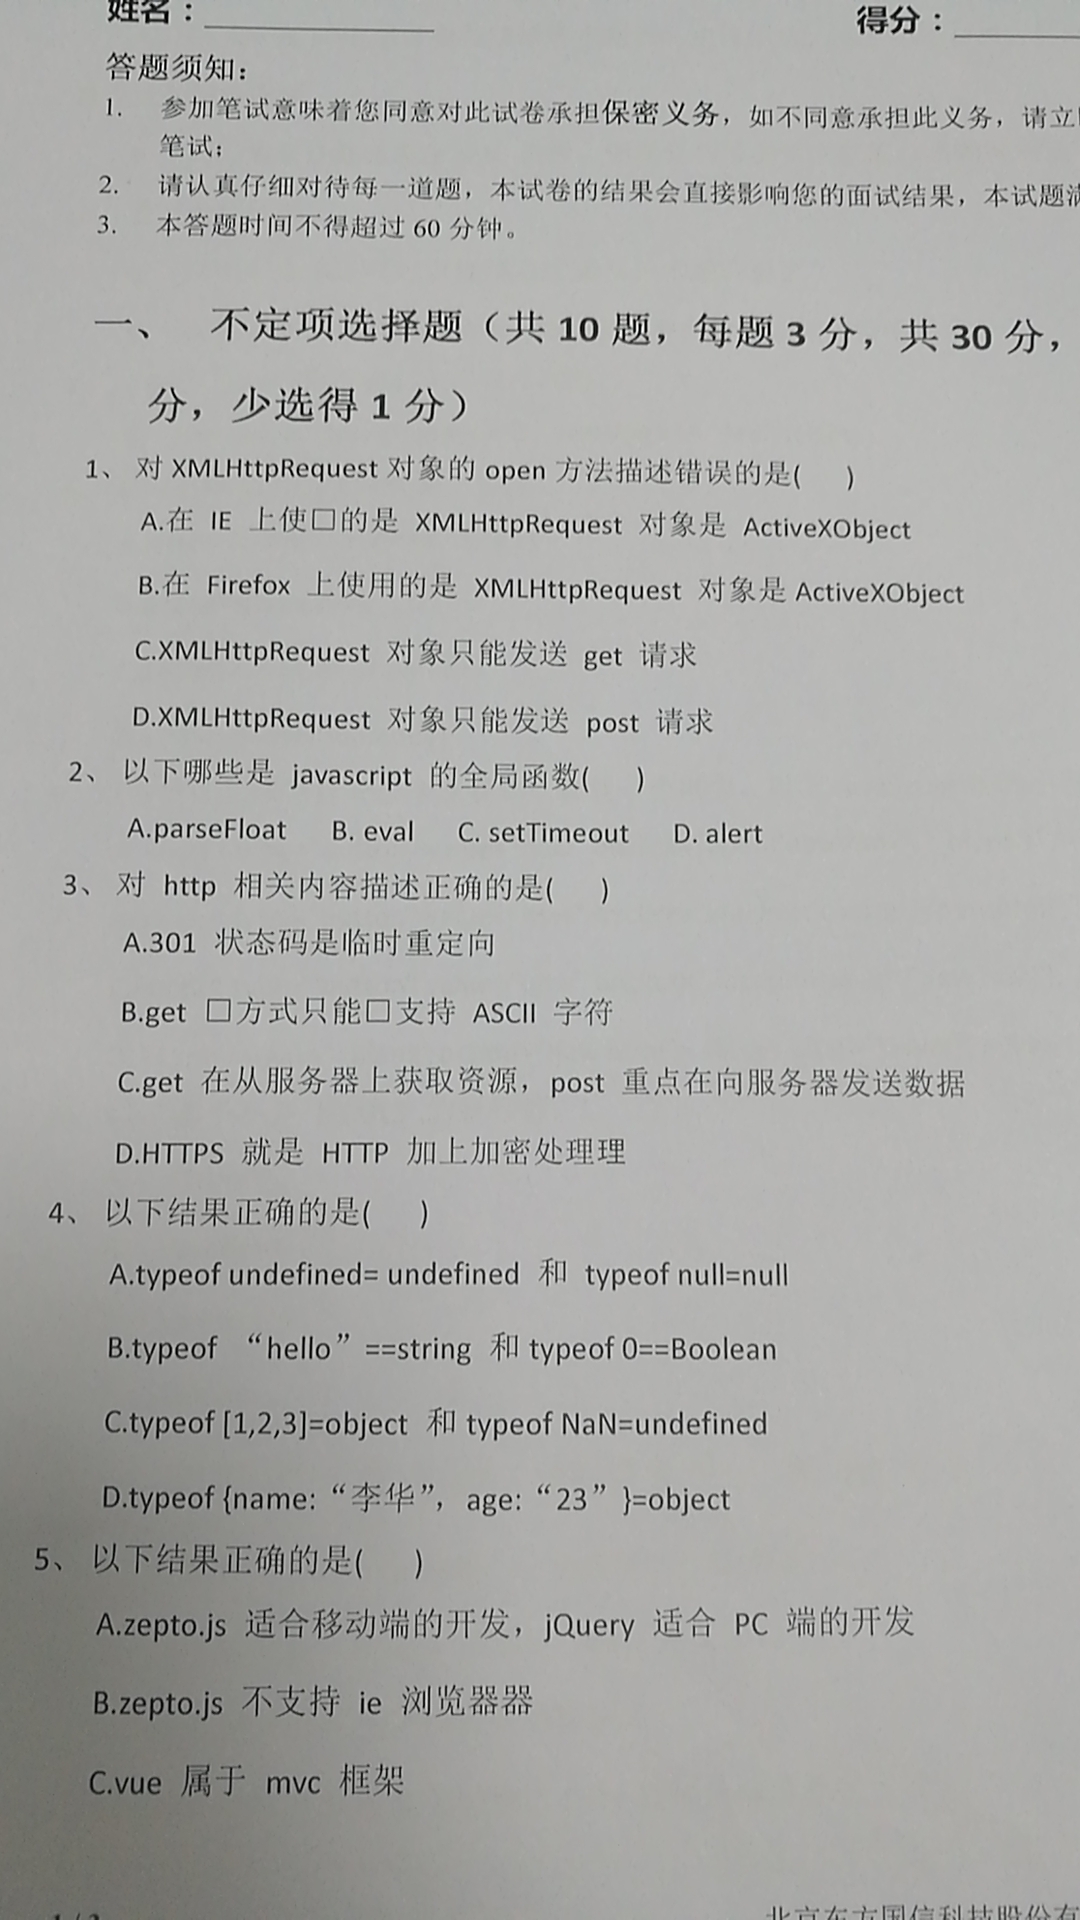 姓名：
得分：
答题须知：
1. 参加笔试意味着您同意对此试卷承担保密义务，如不同意承担此义务，请立
笔试；
2. 请认真仔细对待每一道题，本试卷的结果会直接影响您的面试结果，本试题满
3. 本答题时间不得超过 60 分钟。
一、 不定项选择题（共 10 题，每题 3 分，共 30 分，
分，少选得 1 分）
1、 对 XMLHttpRequest 对象的 open 方法描述错误的是( )
A.在 IE 上使□的是 XMLHttpRequest 对象是 ActiveXObject
B.在 Firefox 上使用的是 XMLHttpRequest 对象是 ActiveXObject
C.XMLHttpRequest 对象只能发送 get 请求
D.XMLHttpRequest 对象只能发送 post 请求
2、 以下哪些是 javascript 的全局函数( )
A.parseFloat B. eval C. setTimeout D. alert
3、 对 http 相关内容描述正确的是( )
A.301 状态码是临时重定向
B.get □方式只能□支持 ASCII 字符
C.get 在从服务器上获取资源，post 重点在向服务器发送数据
D.HTTPS 就是 HTTP 加上加密处理理
4、 以下结果正确的是( )
A.typeof undefined= undefined 和 typeof null=null
B.typeof “hello”==string 和 typeof 0==Boolean
C.typeof [1,2,3]=object 和 typeof NaN=undefined
D.typeof {name:“李华”，age:“23”}=object
5、 以下结果正确的是( )
A.zepto.js 适合移动端的开发，jQuery 适合 PC 端的开发
B.zepto.js 不支持 ie 浏览器器
C.vue 属于 mvc 框架
北京东方国信科技股份有